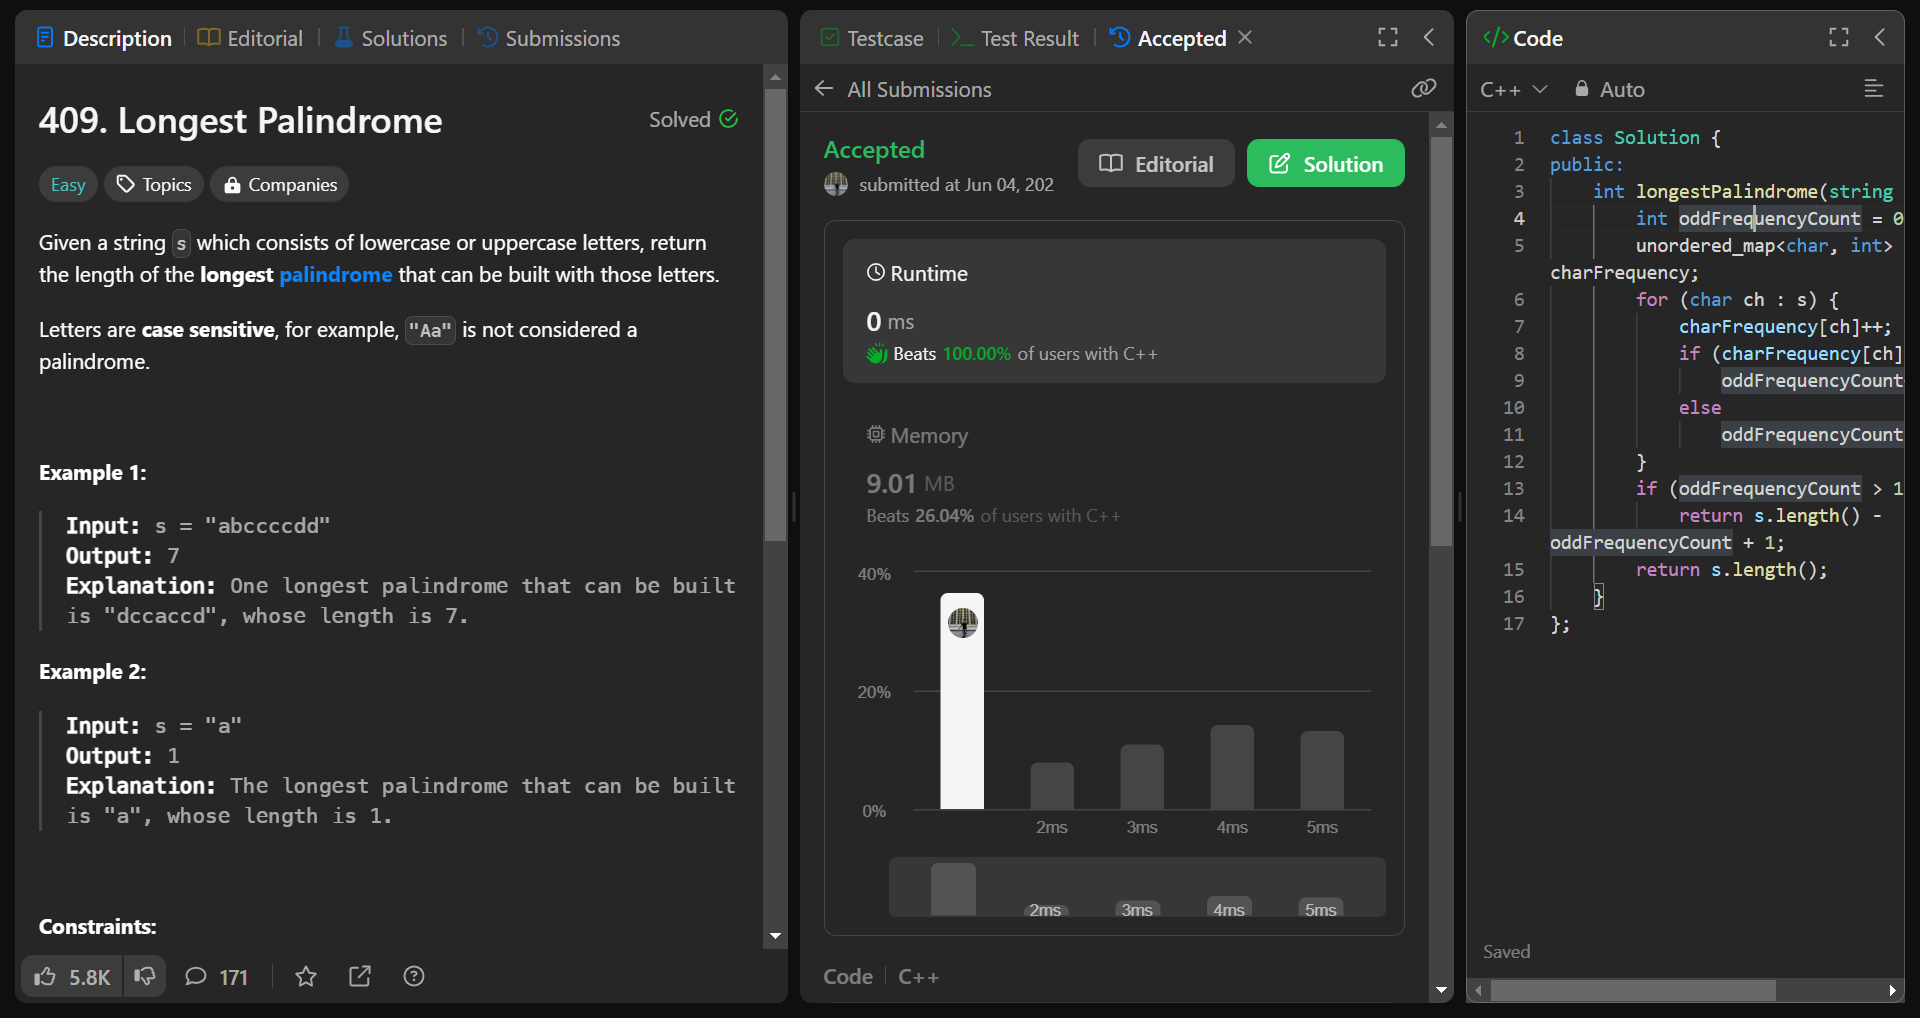 Description
Editorial
Solutions
Submissions
409. Longest Palindrome
Solved
Easy
Topics
Companies
Given a string s which consists of lowercase or uppercase letters, return
the length of the longest palindrome that can be built with those letters.
Letters are case sensitive, for example, "Aa" is not considered a
palindrome.
Example 1:
Input: s = "abccccdd"
Output: 7
Explanation: One longest palindrome that can be built
is "dccaccd", whose length is 7.
Example 2:
Input: s = "a"
Output: 1
Explanation: The longest palindrome that can be built
is "a", whose length is 1.
Constraints:
5.8K
171
Testcase
Test Result
Accepted
All Submissions
Accepted
submitted at Jun 04, 202
Editorial
Solution
Runtime
0 ms
Beats 100.00% of users with C++
Memory
9.01 MB
Beats 26.04% of users with C++
40%
20%
0%
2ms 3ms 4ms 5ms
2ms 3ms 4ms 5ms
Code
C++
</> Code
C++
Auto
1 class Solution {
2 public:
3 int longestPalindrome(string
4 int oddFrequencyCount = 0
5 unordered_map<char, int>
charFrequency;
6 for (char ch : s) {
7 charFrequency[ch]++;
8 if (charFrequency[ch]
9 oddFrequencyCount
10 else
11 oddFrequencyCount
12 }
13 if (oddFrequencyCount > 1
14 return s.length() -
oddFrequencyCount + 1;
15 return s.length();
16 }
17 };
Saved